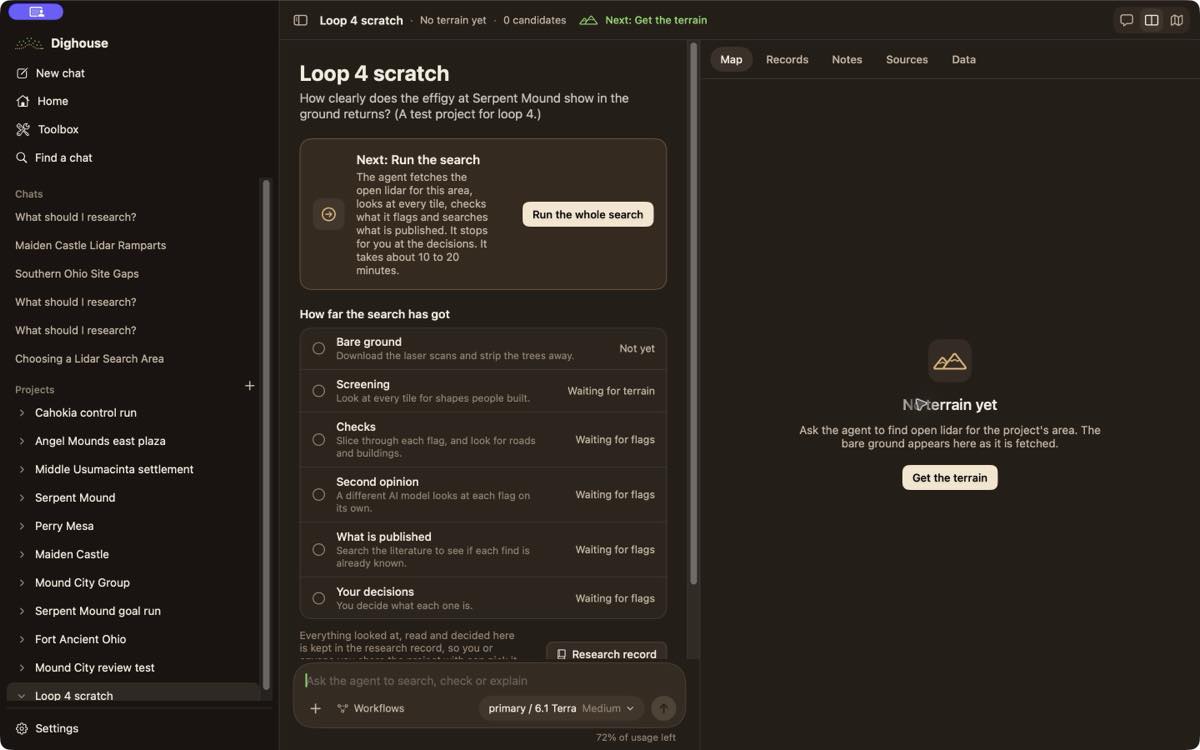 Dighouse
New chat
Home
Toolbox
Find a chat
Chats
What should I research?
Maiden Castle Lidar Ramparts
Southern Ohio Site Gaps
What should I research?
What should I research?
Choosing a Lidar Search Area
Projects
Cahokia control run
Angel Mounds east plaza
Middle Usumacinta settlement
Serpent Mound
Perry Mesa
Maiden Castle
Mound City Group
Serpent Mound goal run
Fort Ancient Ohio
Mound City review test
Loop 4 scratch
Settings
Loop 4 scratch · No terrain yet · 0 candidates Next: Get the terrain
Loop 4 scratch
How clearly does the effigy at Serpent Mound show in the
ground returns? (A test project for loop 4.)
Next: Run the search
The agent fetches the
open lidar for this area,
looks at every tile, checks
what it flags and searches
what is published. It stops
for you at the decisions. It
takes about 10 to 20
minutes.
Run the whole search
How far the search has got
Bare ground
Download the laser scans and strip the trees away.
Not yet
Screening
Look at every tile for shapes people built.
Waiting for terrain
Checks
Slice through each flag, and look for roads
and buildings.
Waiting for flags
Second opinion
A different AI model looks at each flag on
its own.
Waiting for flags
What is published
Search the literature to see if each find is
already known.
Waiting for flags
Your decisions
You decide what each one is.
Waiting for flags
Everything looked at, read and decided here
is kept in the research record, so you or
Research record
Ask the agent to search, check or explain
Workflows
primary / 6.1 Terra Medium
72% of usage left
Map Records Notes Sources Data
No terrain yet
Ask the agent to find open lidar for the project's area. The
bare ground appears here as it is fetched.
Get the terrain